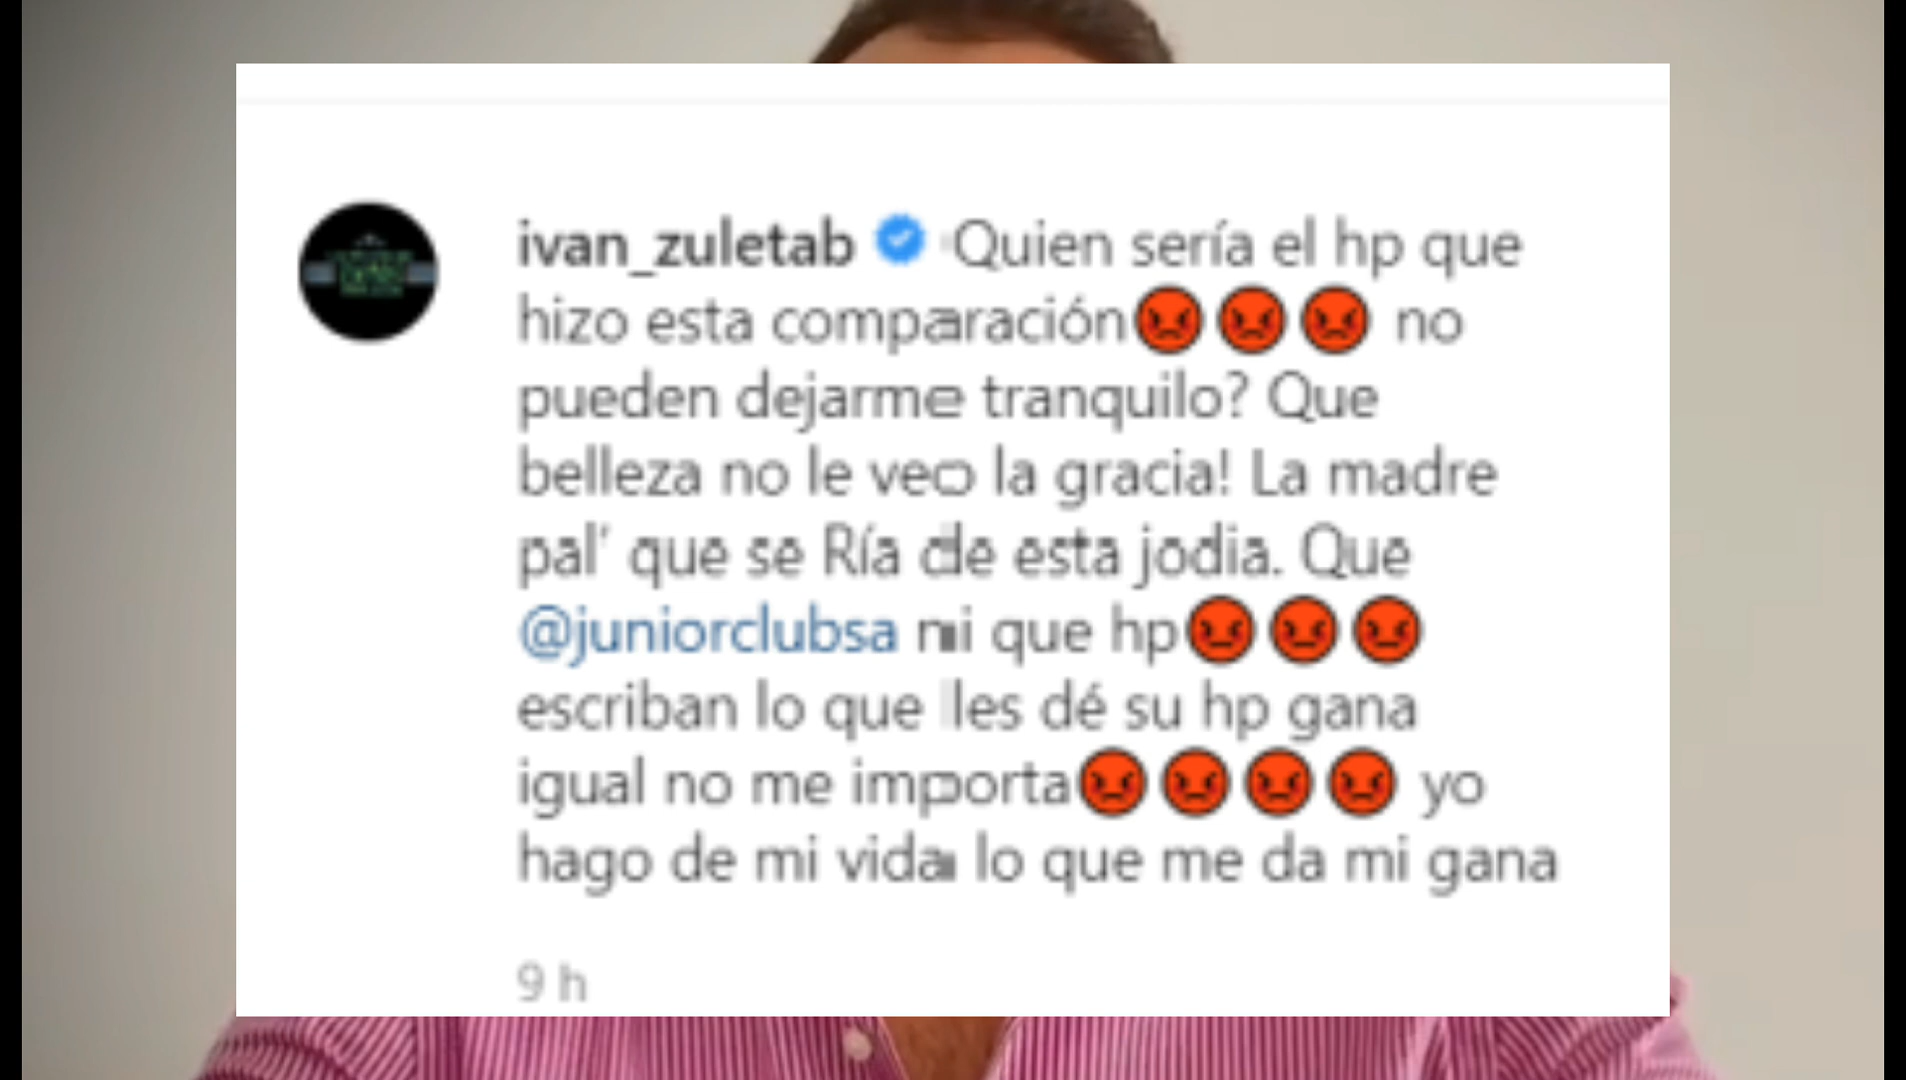 ivan_zuletab Quien sería el hp que
hizo esta comparación😡😡😡 no
pueden dejarme tranquilo? Que
belleza no le veo la gracia! La madre
pal' que se Ría de esta jodia. Que
@juniorclubsa ni que hp😡😡😡
escriban lo que les dé su hp gana
igual no me importa😡😡😡😡 yo
hago de mi vida lo que me da mi gana
9 h